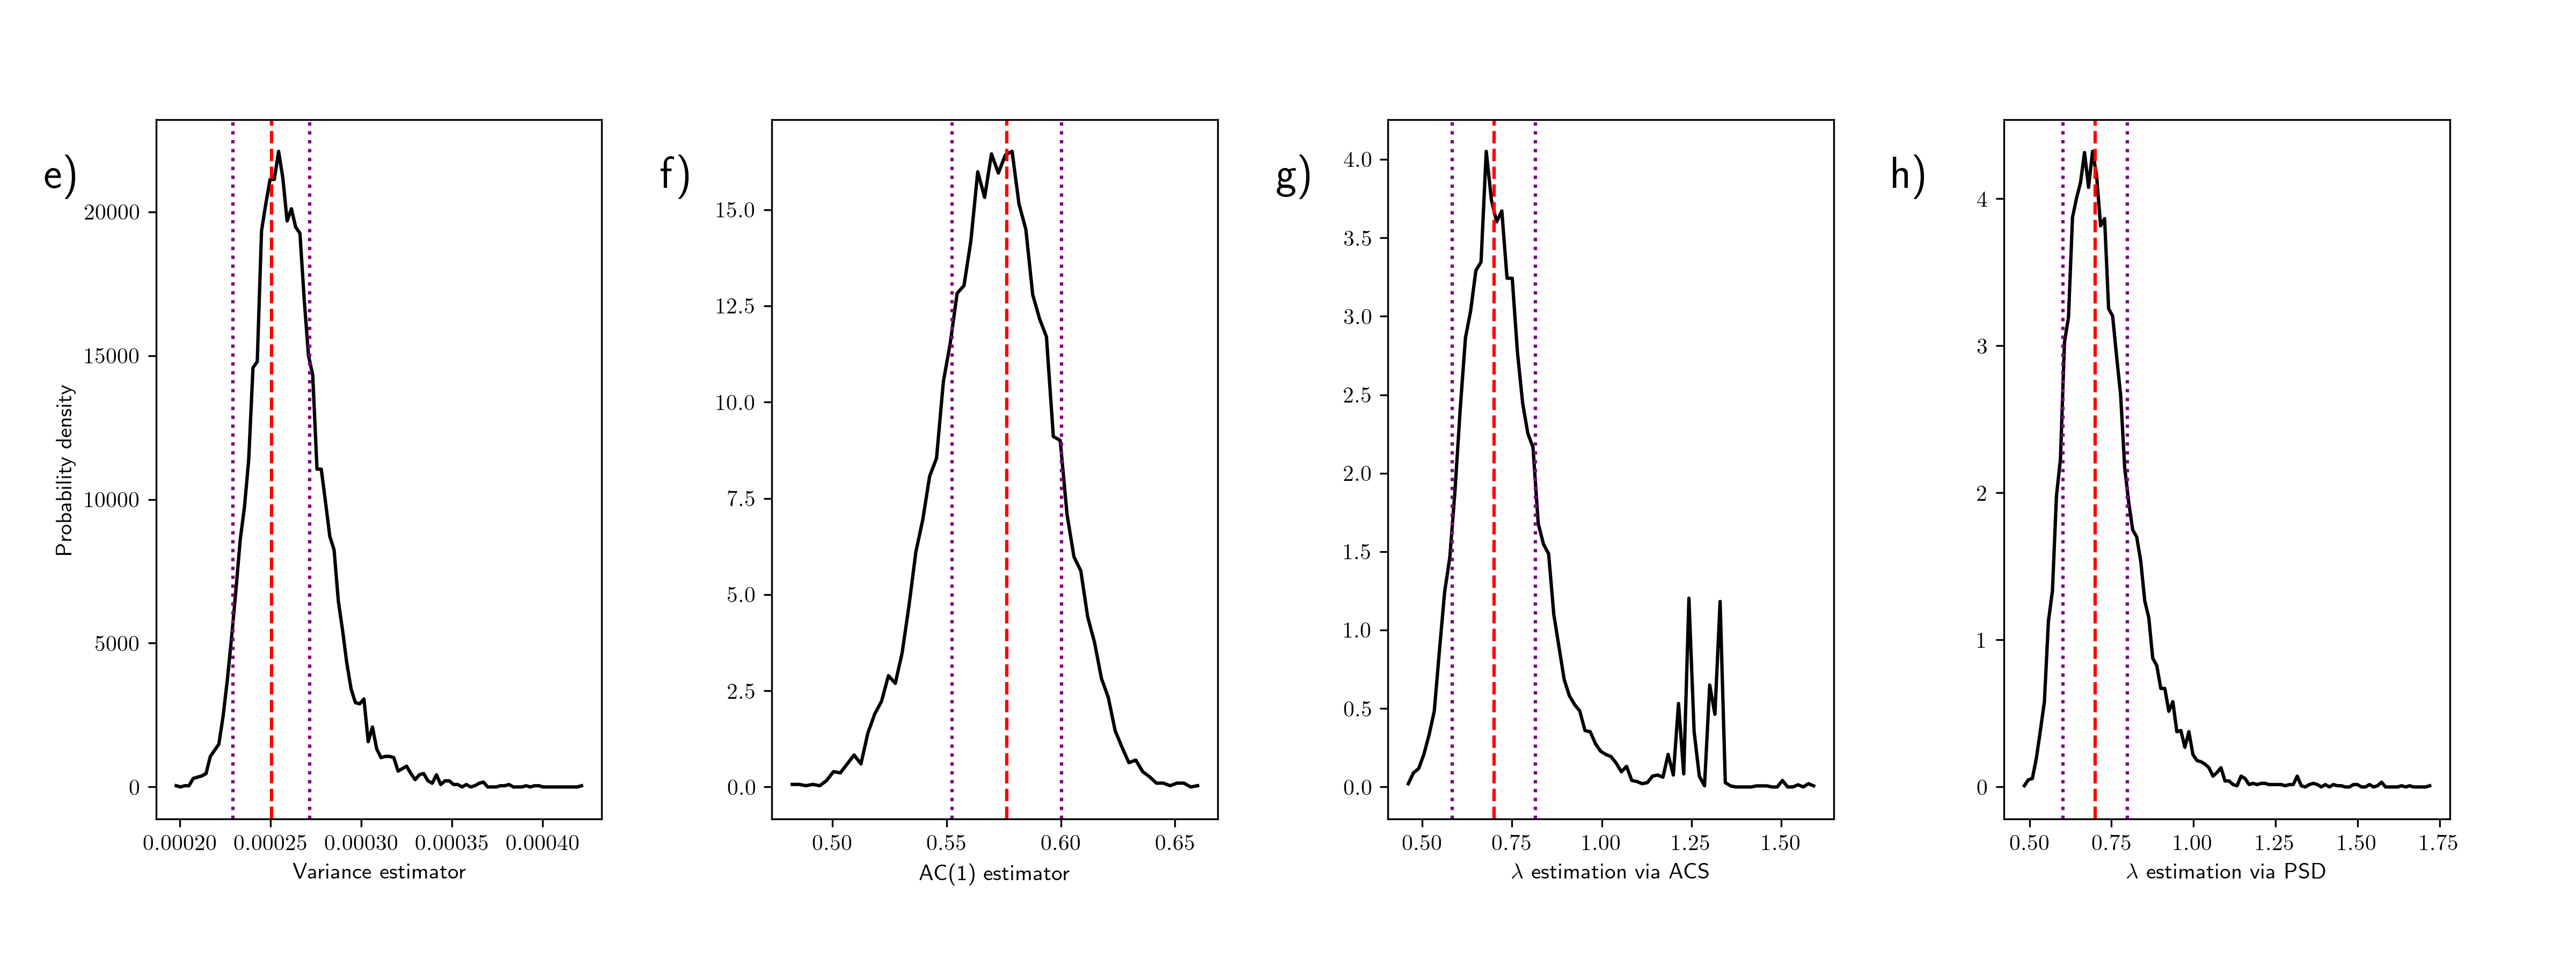 e)
Probability density
20000
15000
10000
5000
0
0.00020 0.00025 0.00030 0.00035 0.00040
Variance estimator
f)
15.0
12.5
10.0
7.5
5.0
2.5
0.0
0.50 0.55 0.60 0.65
AC(1) estimator
g)
4.0
3.5
3.0
2.5
2.0
1.5
1.0
0.5
0.0
0.50 0.75 1.00 1.25 1.50
λ estimation via ACS
h)
4
3
2
1
0
0.50 0.75 1.00 1.25 1.50 1.75
λ estimation via PSD